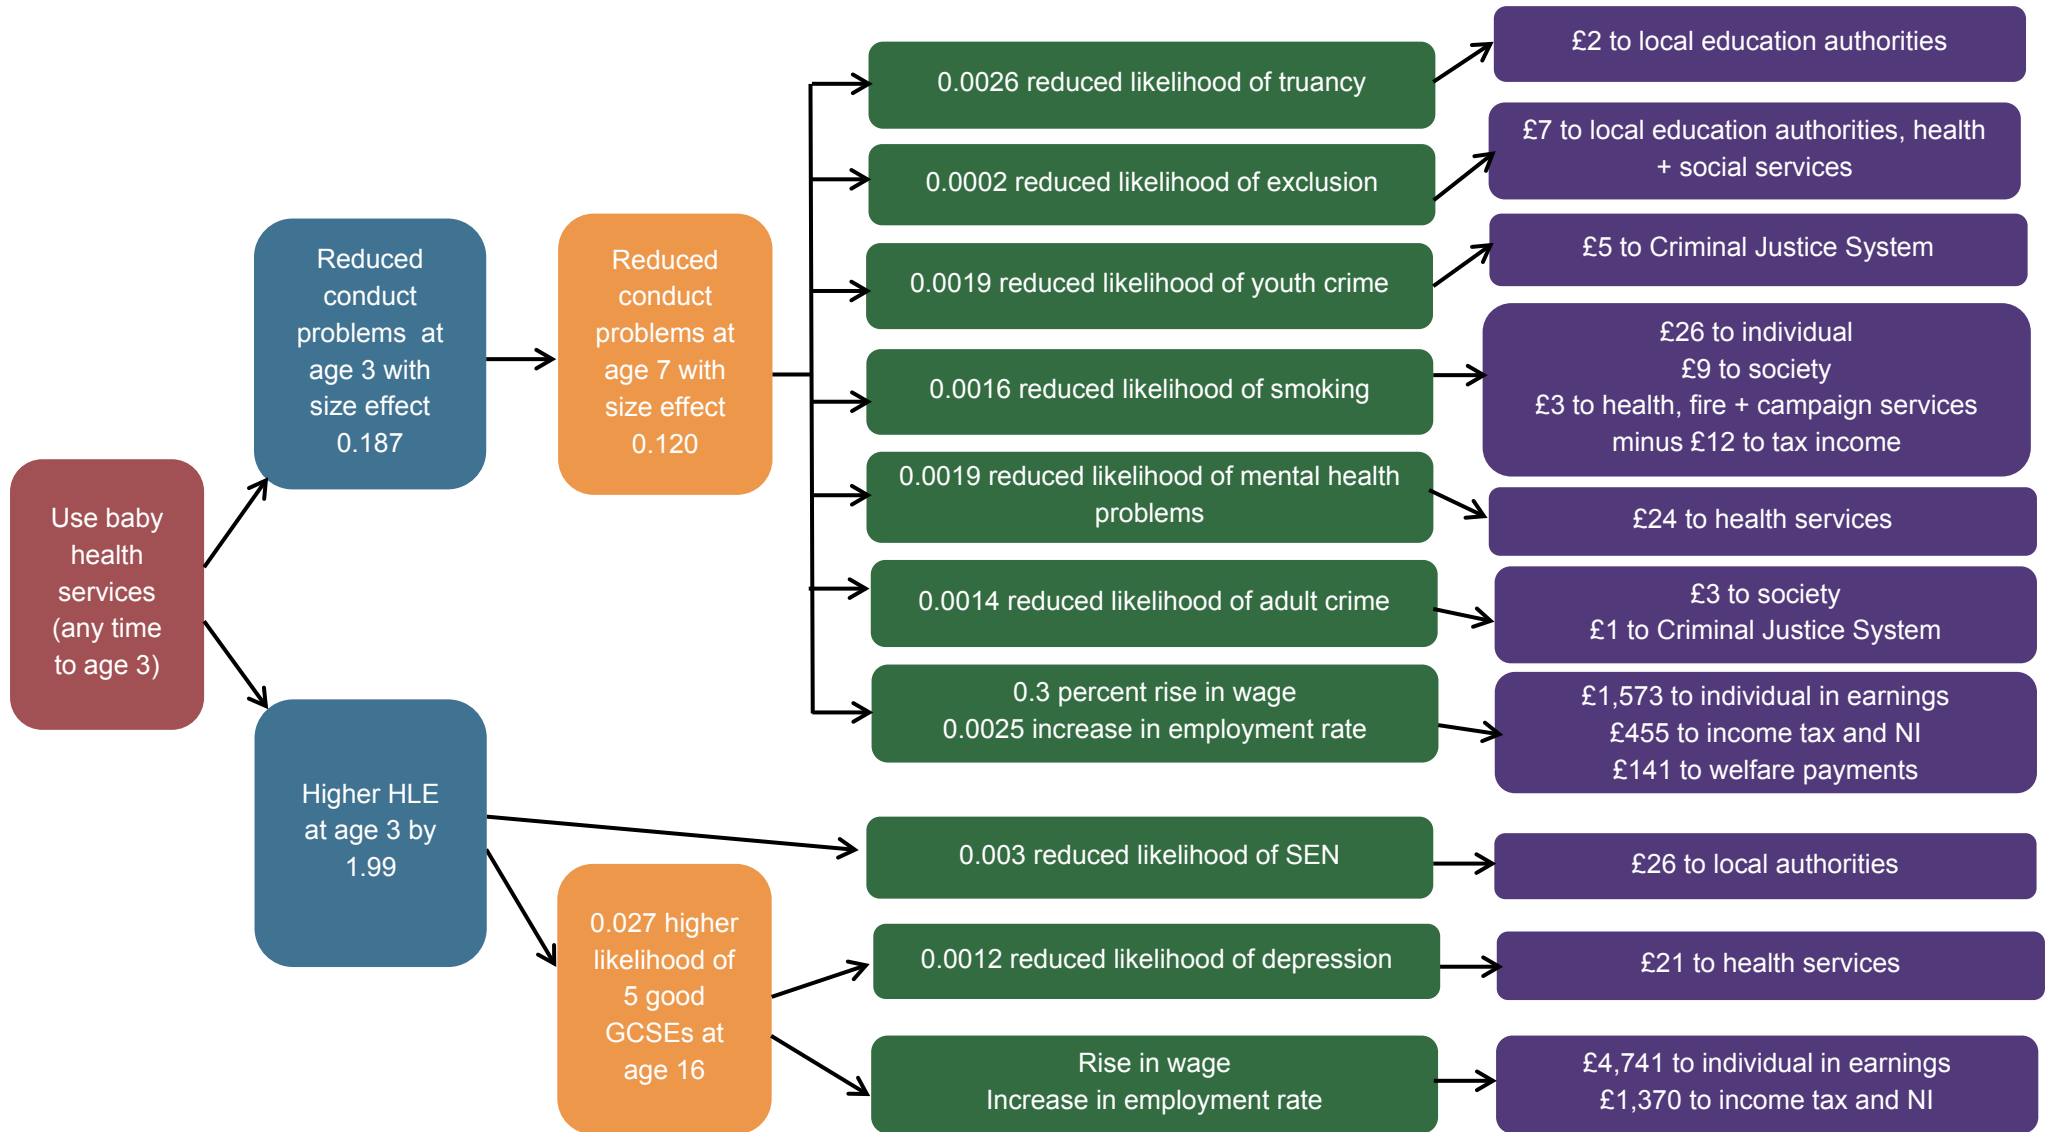 Use baby
health
services
(any time
to age 3)
Reduced
conduct
problems at
age 3 with
size effect
0.187
Higher HLE
at age 3 by
1.99
Reduced
conduct
problems at
age 7 with
size effect
0.120
0.027 higher
likelihood of
5 good
GCSEs at
age 16
0.0026 reduced likelihood of truancy
0.0002 reduced likelihood of exclusion
0.0019 reduced likelihood of youth crime
0.0016 reduced likelihood of smoking
0.0019 reduced likelihood of mental health
problems
0.0014 reduced likelihood of adult crime
0.3 percent rise in wage
0.0025 increase in employment rate
0.003 reduced likelihood of SEN
0.0012 reduced likelihood of depression
Rise in wage
Increase in employment rate
£2 to local education authorities
£7 to local education authorities, health
+ social services
£5 to Criminal Justice System
£26 to individual
£9 to society
£3 to health, fire + campaign services
minus £12 to tax income
£24 to health services
£3 to society
£1 to Criminal Justice System
£1,573 to individual in earnings
£455 to income tax and NI
£141 to welfare payments
£26 to local authorities
£21 to health services
£4,741 to individual in earnings
£1,370 to income tax and NI